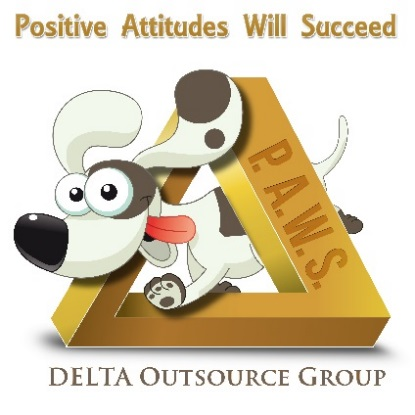 Positive Attitudes Will Succeed
P.A.W.S.
DELTA Outsource Group